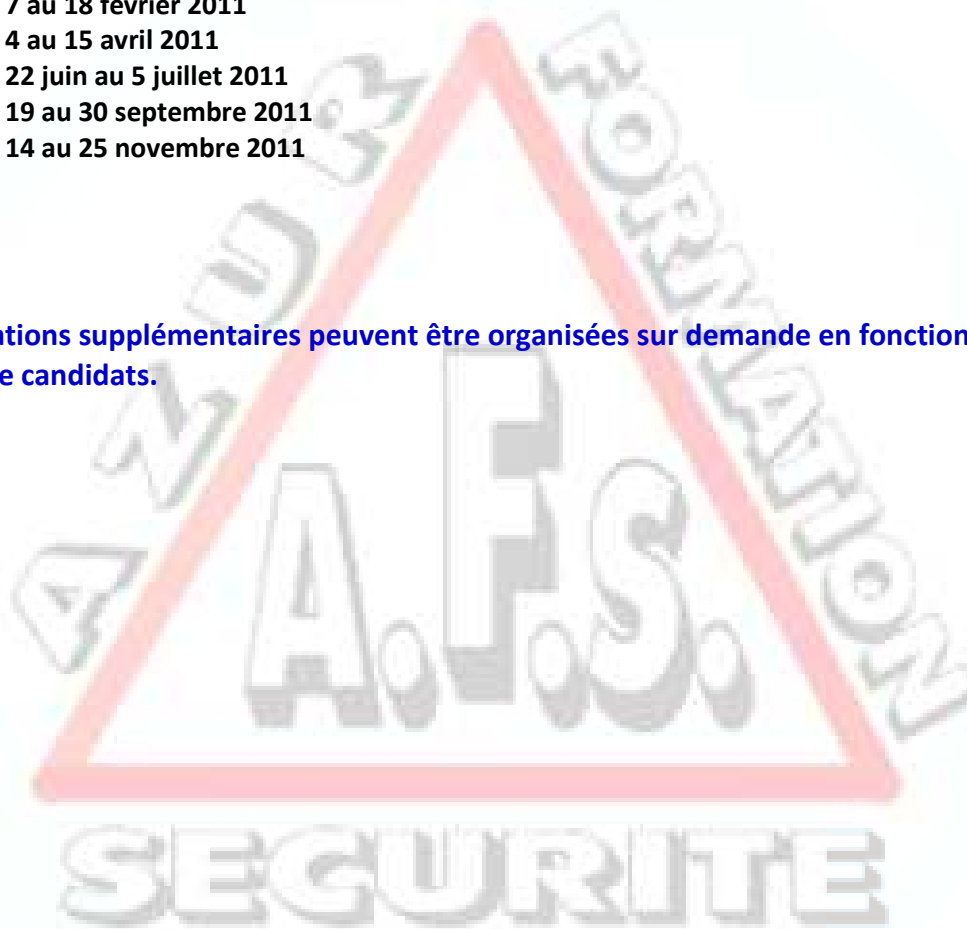 7 au 18 février 2011
4 au 15 avril 2011
22 juin au 5 juillet 2011
19 au 30 septembre 2011
14 au 25 novembre 2011
ations supplémentaires peuvent être organisées sur demande en fonction
e candidats.
AZUR
FORMATION
A.F.S.
SECURITE